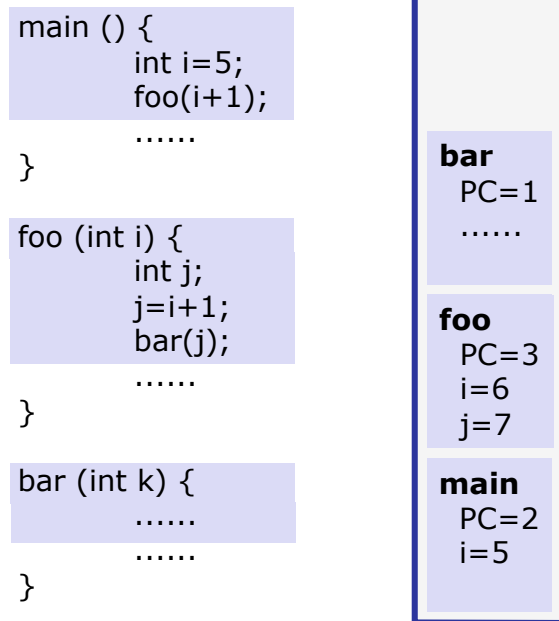 main () {
int i=5;
foo(i+1);
......
}
foo (int i) {
int j;
j=i+1;
bar(j);
......
}
bar (int k) {
......
......
}
bar
PC=1
......
foo
PC=3
i=6
j=7
main
PC=2
i=5